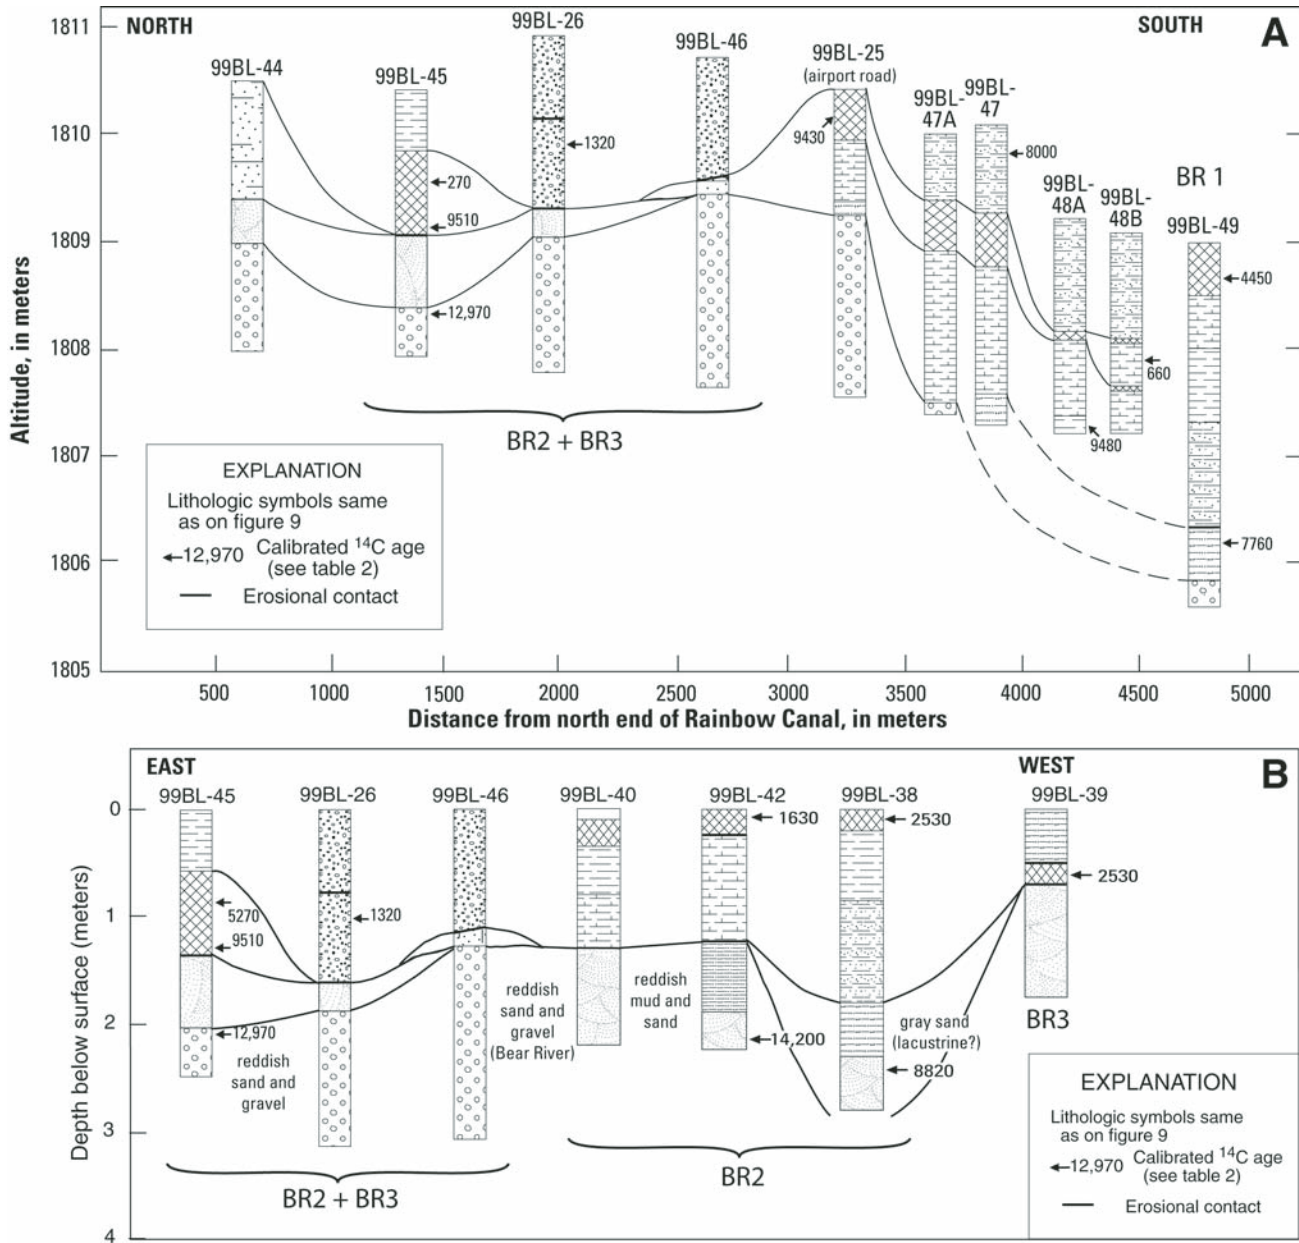 NORTH
SOUTH
A
1811
1810
1809
1808
1807
1806
1805
Altitude, in meters
99BL-44
99BL-45
99BL-26
99BL-46
99BL-25
(airport road)
99BL-
47A
99BL-
47
99BL-
48A
99BL-
48B
BR 1
99BL-49
270
9510
12,970
1320
9430
8000
9480
660
4450
7760
BR2 + BR3
EXPLANATION
Lithologic symbols same
as on figure 9
12,970 Calibrated 14C age
(see table 2)
Erosional contact
500
1000
1500
2000
2500
3000
3500
4000
4500
5000
Distance from north end of Rainbow Canal, in meters
EAST
WEST
B
0
1
2
3
4
Depth below surface (meters)
99BL-45
99BL-26
99BL-46
99BL-40
99BL-42
99BL-38
99BL-39
5270
9510
12,970
1320
1630
14,200
2530
8820
2530
reddish
sand and
gravel
reddish
sand and
gravel
(Bear River)
reddish
mud and
sand
gray sand
(lacustrine?)
BR2 + BR3
BR2
BR3
EXPLANATION
Lithologic symbols same
as on figure 9
12,970 Calibrated 14C age
(see table 2)
Erosional contact